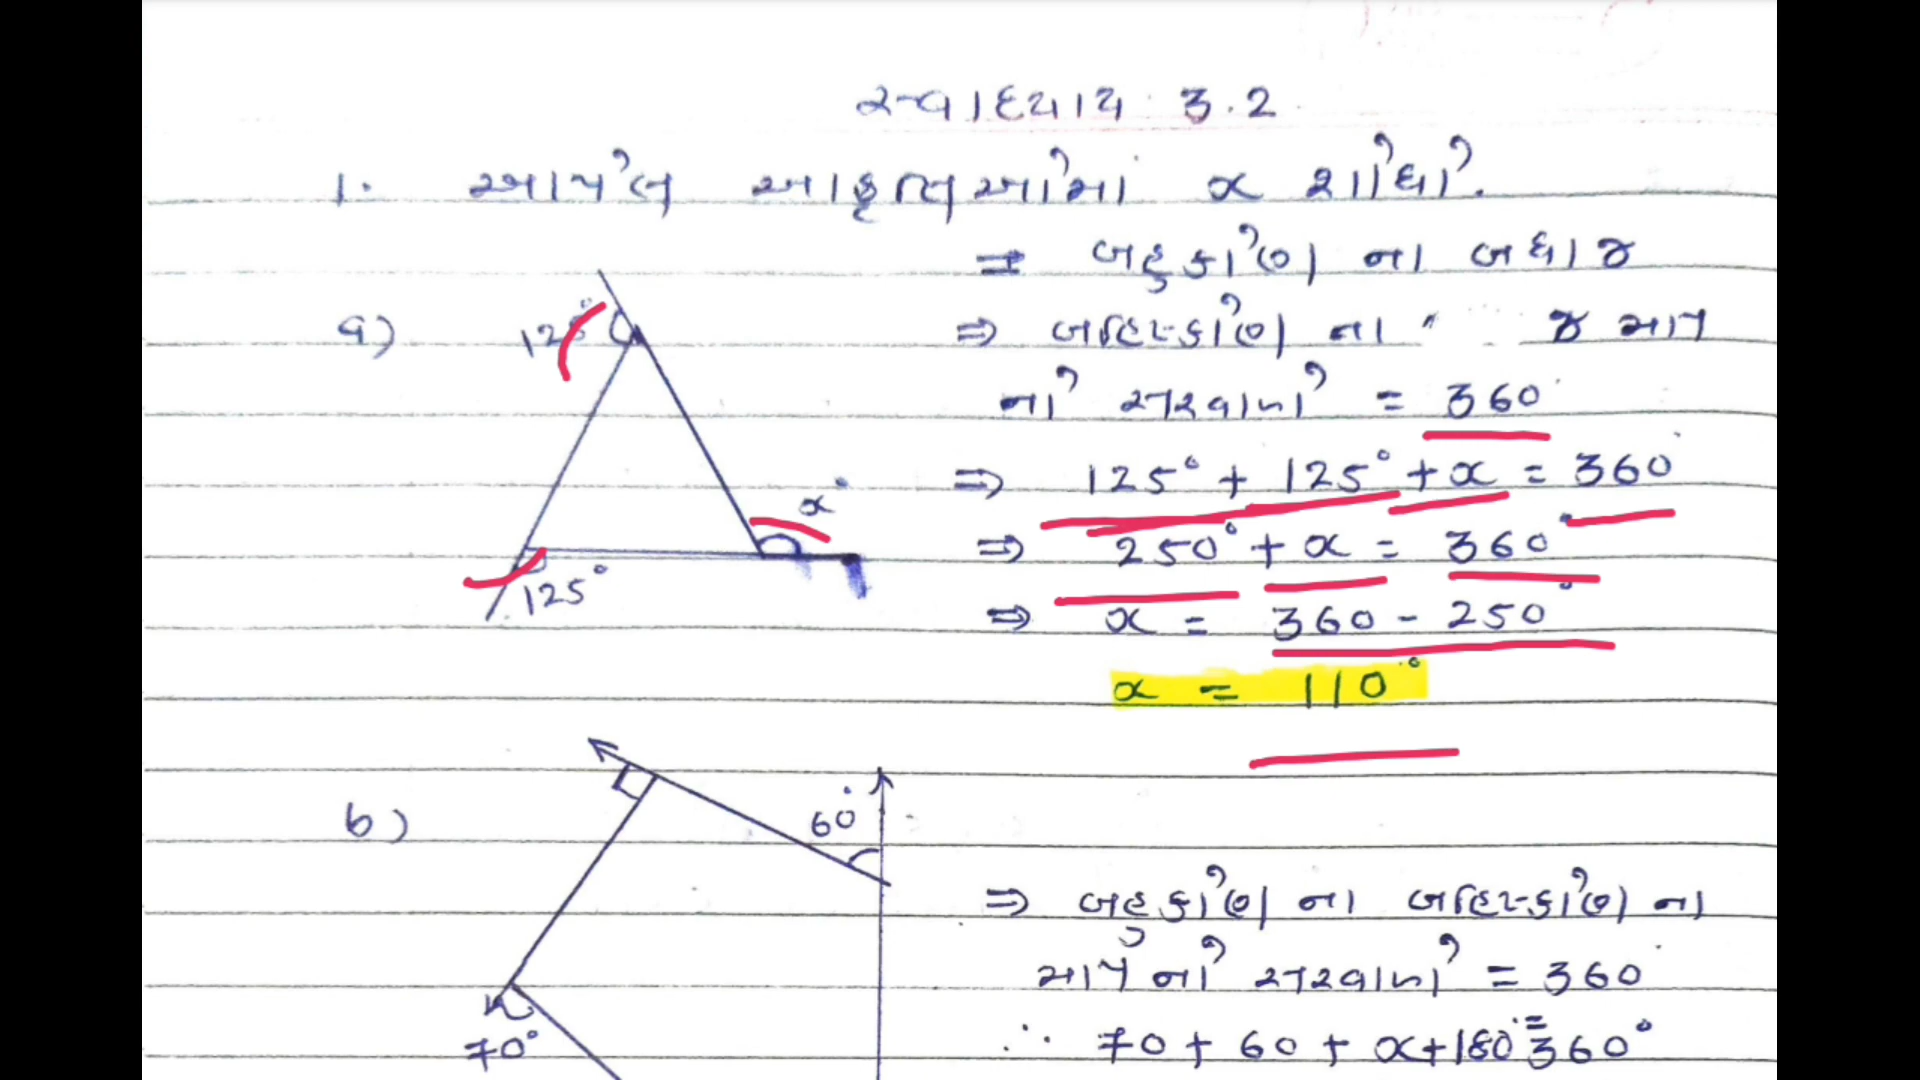 સ્વાધ્યાય 3.2
1. આપેલ આકૃત્તિઓમાં x શોધો.
a)
125°
x°
125°
⇒ બહુકોણ ના બધા જ
⇒ બહિષ્કોણ ના " જ માપ
નો સરવાળો = 360°
⇒ 125° + 125° + x = 360°
⇒ 250° + x = 360°
⇒ x = 360 - 250°
x = 110°
b)
60°
70°
⇒ બહુકોણ ના બહિષ્કોણ ના
માપનો સરવાળો = 360°
∴ 70 + 60 + x + 180 = 360°